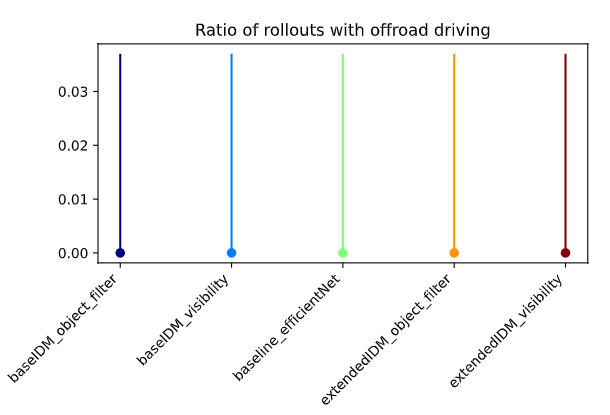 Ratio of rollouts with offroad driving
0.03
0.02
0.01
0.00
baseIDM_object_filter
baseIDM_visibility
baseline_efficientNet
extendedIDM_object_filter
extendedIDM_visibility